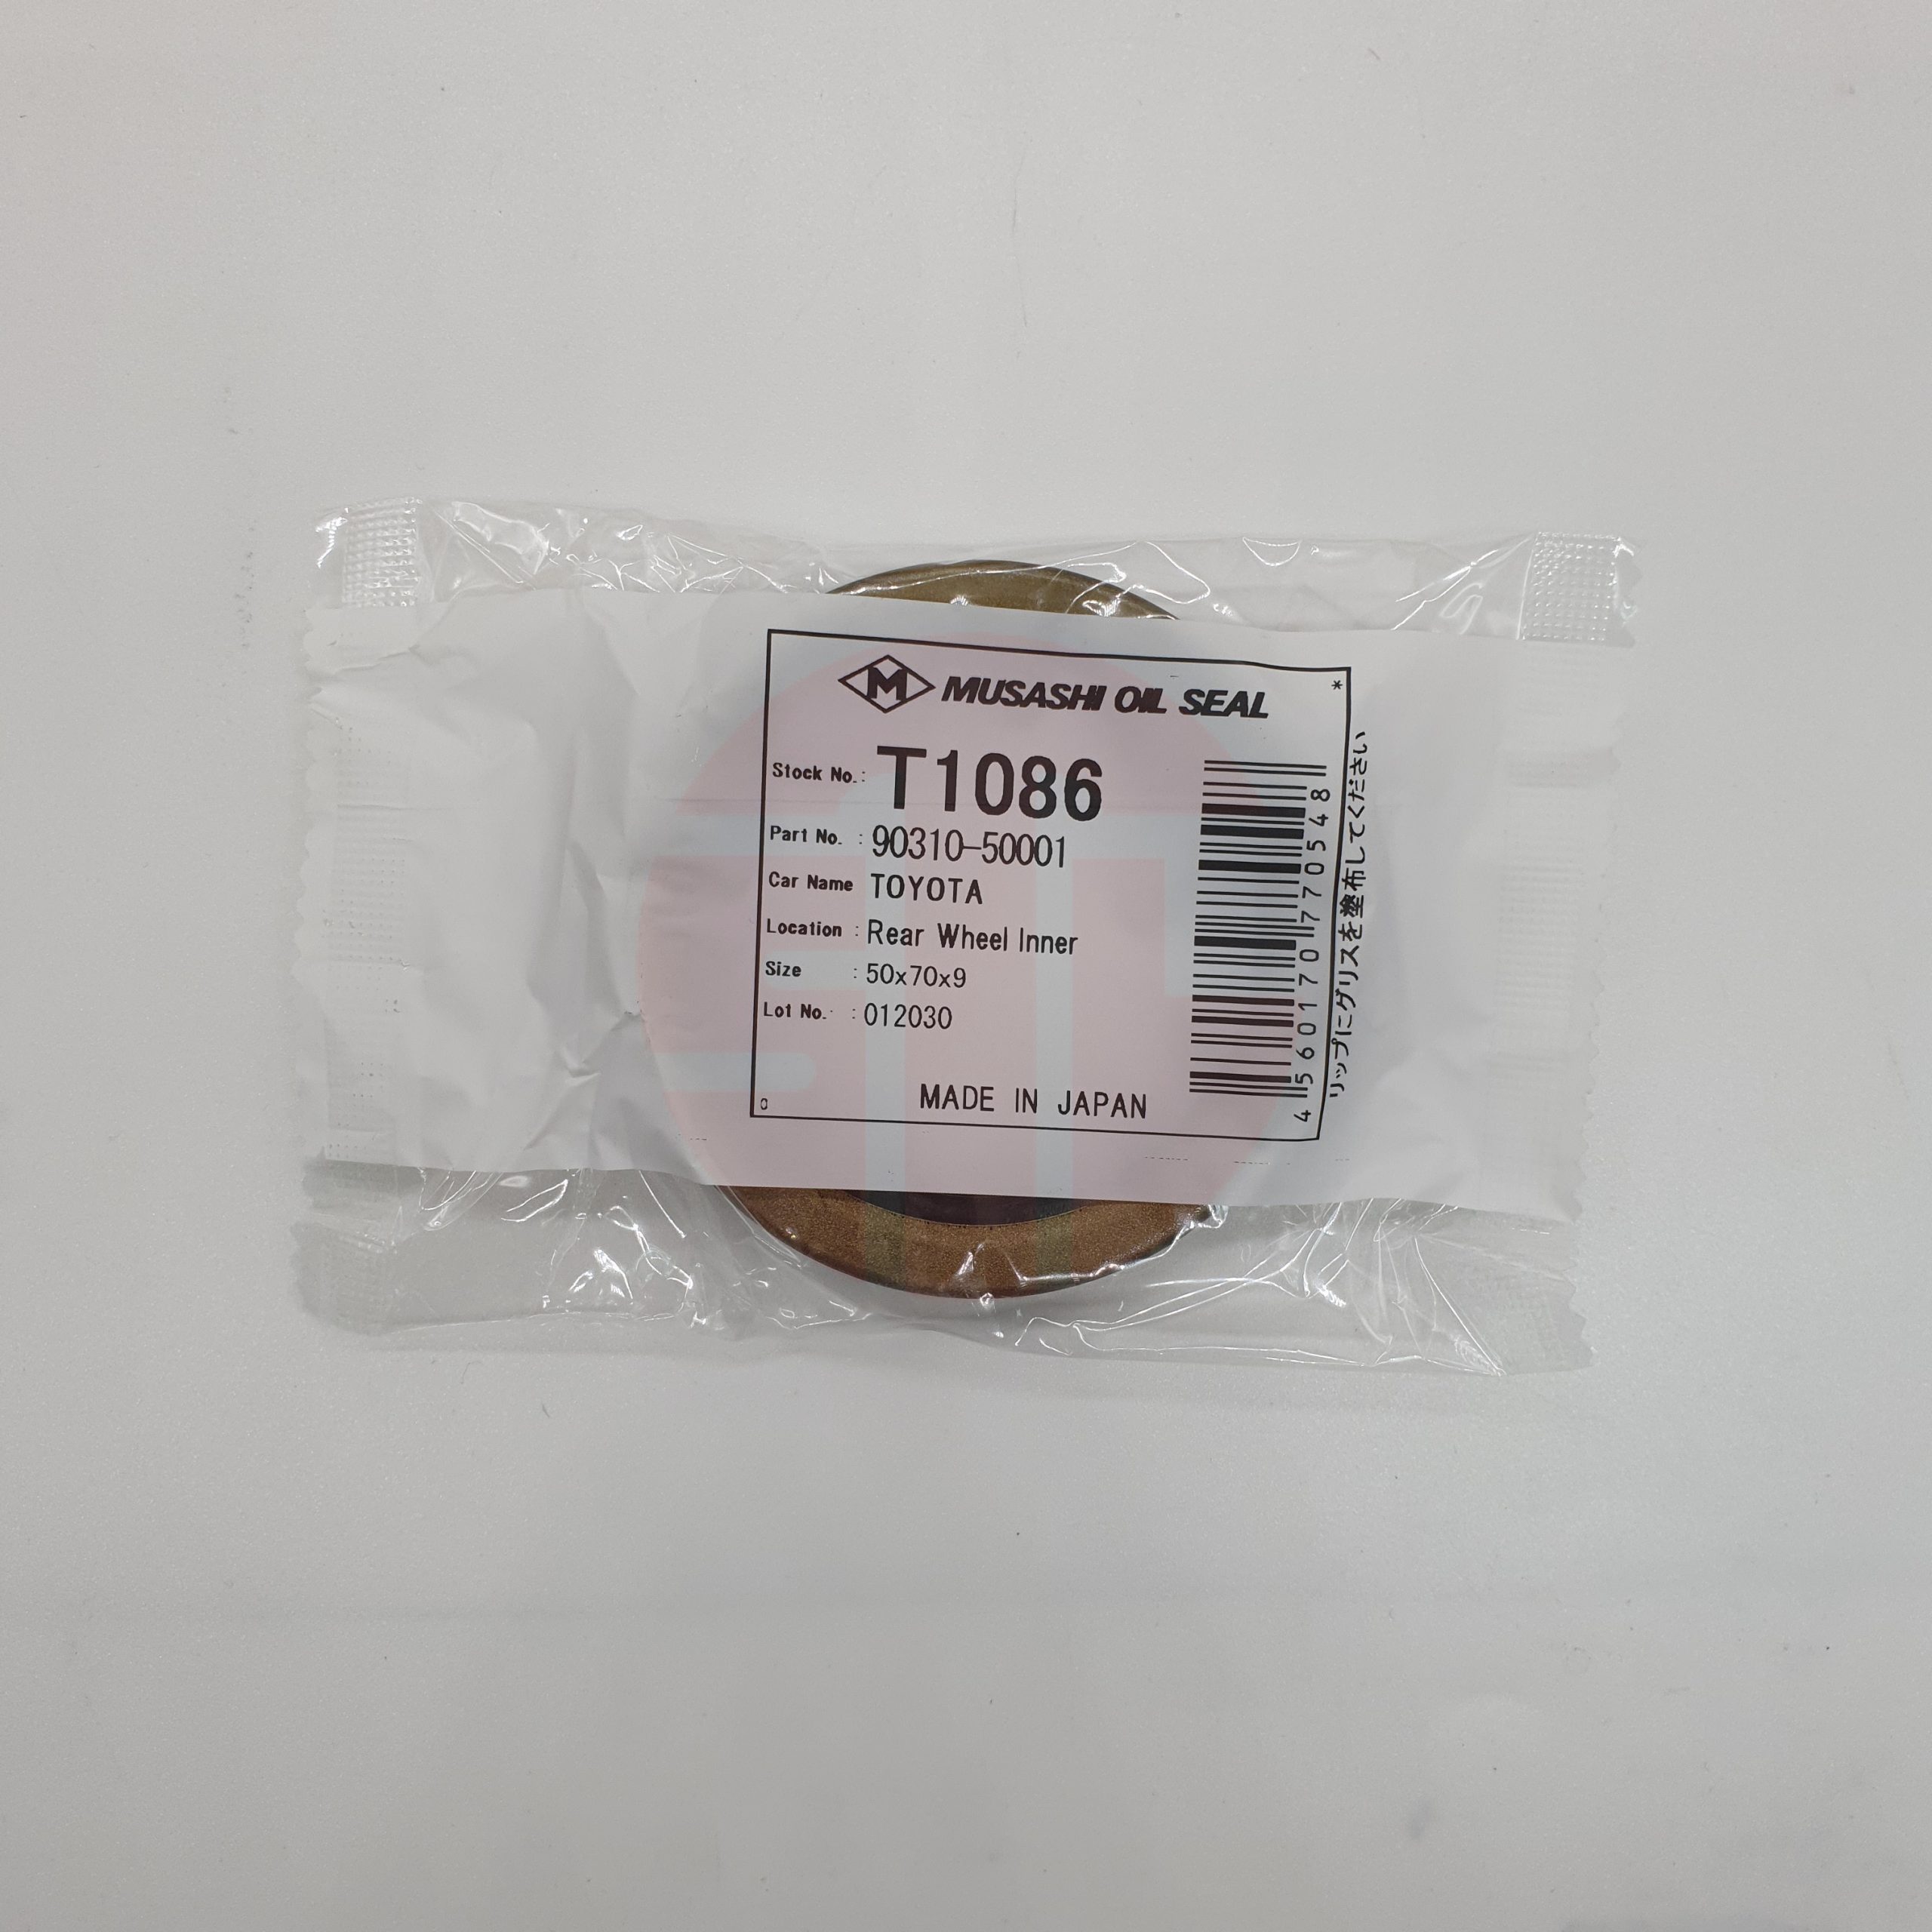 M MUSASHI OIL SEAL
*
Stock No.: T1086
Part No. : 90310-50001
Car Name TOYOTA
Location : Rear Wheel Inner
Size : 50x70x9
Lot No. : 012030
MADE IN JAPAN
0
4560170770548
リップにグリスを塗布してください